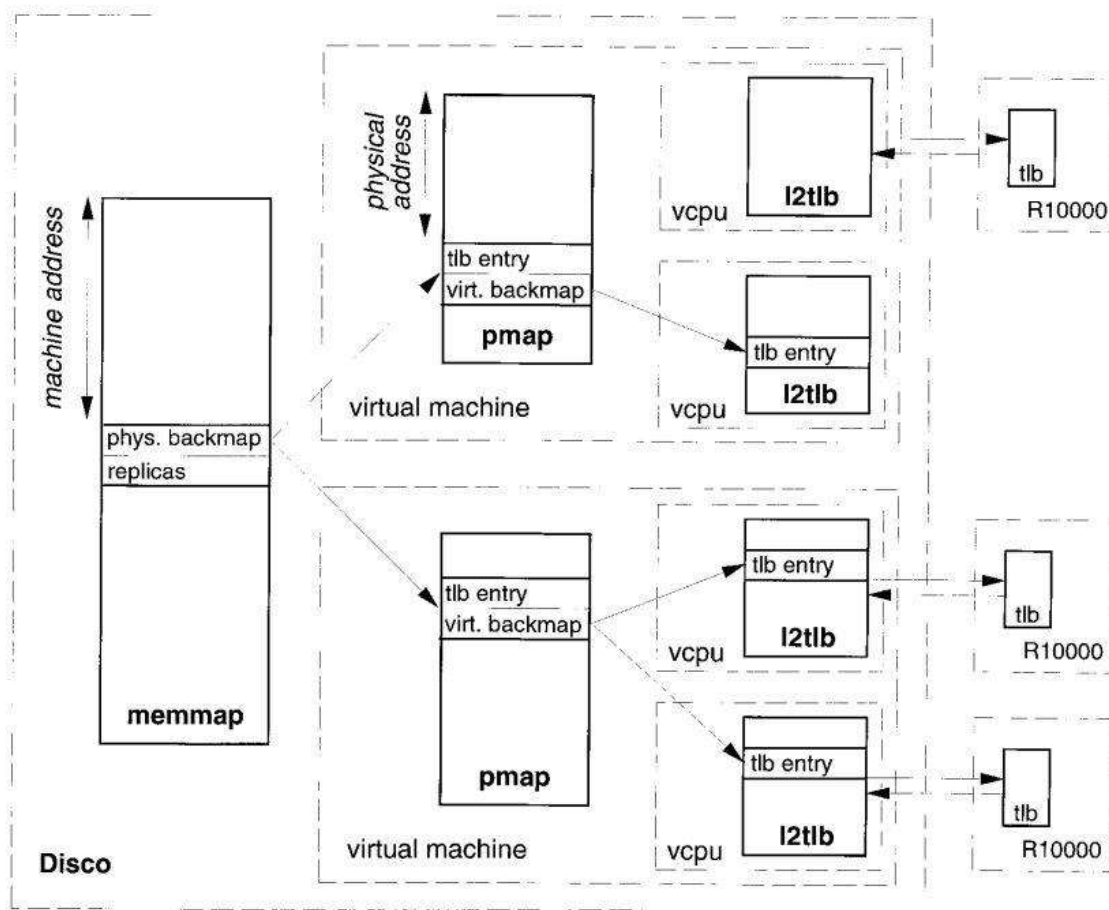 machine address
phys. backmap
replicas
memmap
Disco
physical
address
tlb entry
virt. backmap
pmap
virtual machine
l2tlb
vcpu
tlb entry
l2tlb
vcpu
tlb
R10000
tlb entry
virt. backmap
pmap
virtual machine
tlb entry
l2tlb
vcpu
tlb entry
l2tlb
vcpu
tlb
R10000
tlb
R10000